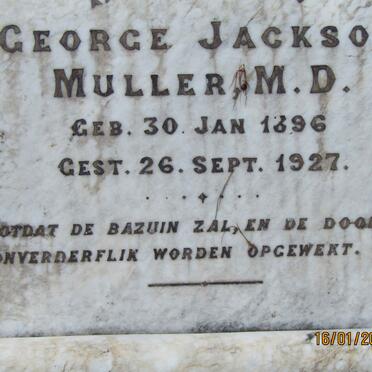 GEORGE JACKSO
MULLER, M.D.
GEB. 30 JAN 1896
GEST. 26. SEPT. 1927.
OTDAT DE BAZUIN ZAL, EN DE DOO
ONVERDERFLIK WORDEN OPGEWEKT.
16/01/20